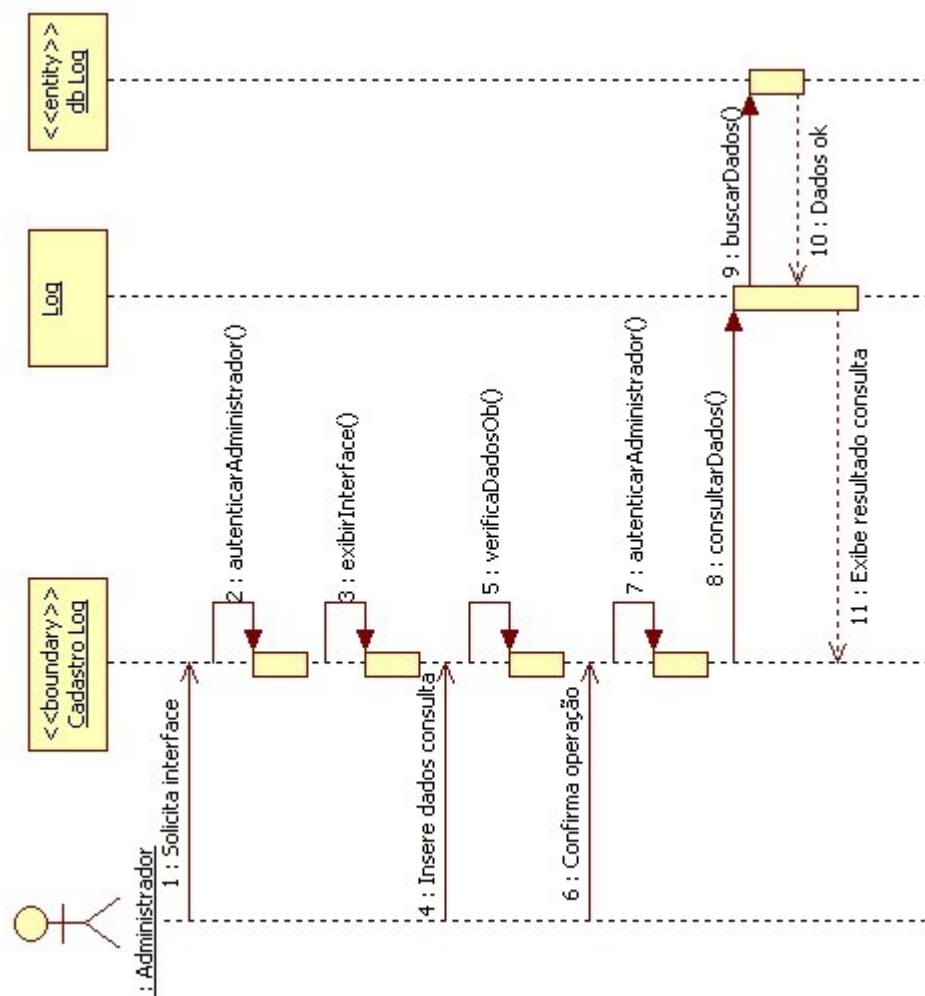 : Administrador
<<boundary>>
Cadastro Log
Log
<<entity>>
db Log
1 : Solicita interface
2 : autenticarAdministrador()
3 : exibirInterface()
4 : Insere dados consulta
5 : verificaDadosOb()
6 : Confirma operação
7 : autenticarAdministrador()
8 : consultarDados()
9 : buscarDados()
10 : Dados ok
11 : Exibe resultado consulta